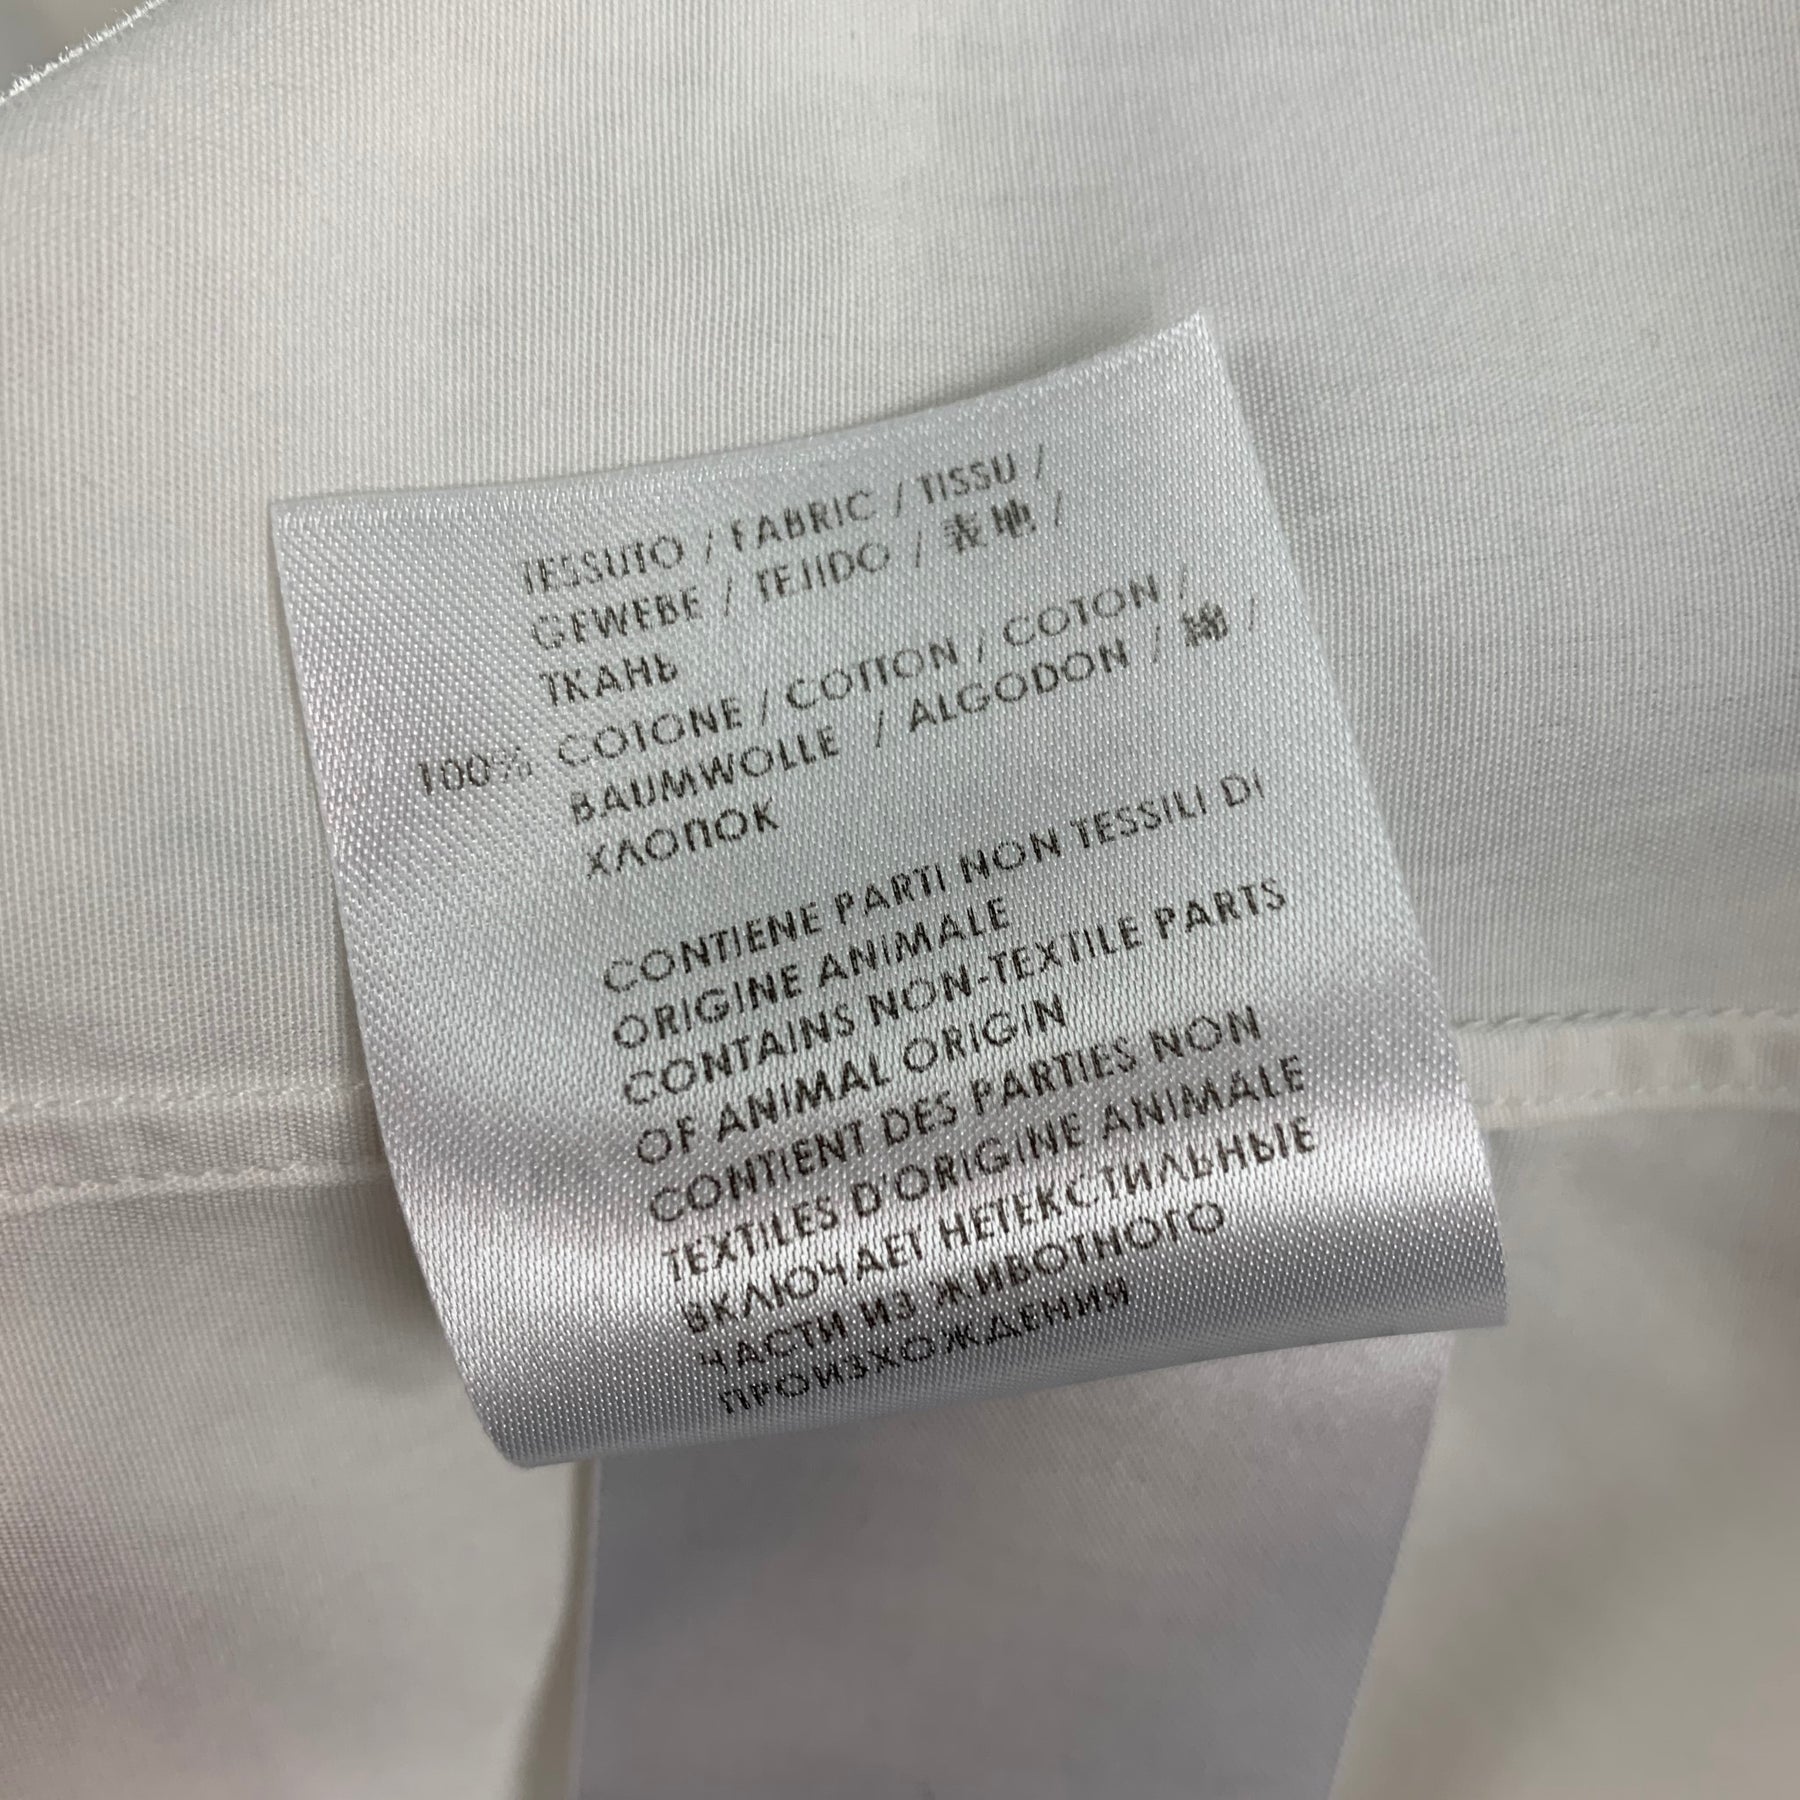 TESSUTO / FABRIC / TISSU /
GEWEBE / TEJIDO / 表地 /
ТКАНЬ
100% COTONE / COTTON / COTON /
BAUMWOLLE / ALGODON / 綿 /
ХЛОПОК
CONTIENE PARTI NON TESSILI DI
ORIGINE ANIMALE
CONTAINS NON-TEXTILE PARTS
OF ANIMAL ORIGIN
CONTIENT DES PARTIES NON
TEXTILES D'ORIGINE ANIMALE
ВКЛЮЧАЕТ НЕТЕКСТИЛЬНЫЕ
ЧАСТИ ИЗ ЖИВОТНОГО
ПРОИЗХОЖДЕНИЯ